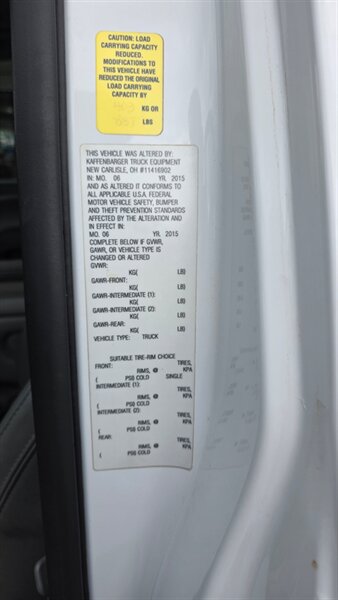 CAUTION: LOAD
CARRYING CAPACITY
REDUCED.
MODIFICATIONS TO
THIS VEHICLE HAVE
REDUCED THE ORIGINAL
LOAD CARRYING
CAPACITY BY
KG OR
LBS
THIS VEHICLE WAS ALTERED BY:
KAFFENBARGER TRUCK EQUIPMENT
NEW CARLISLE, OH #11416902
IN: MO. 06 YR. 2015
AND AS ALTERED IT CONFORMS TO
ALL APPLICABLE U.S.A. FEDERAL
MOTOR VEHICLE SAFETY, BUMPER
AND THEFT PREVENTION STANDARDS
AFFECTED BY THE ALTERATION AND
IN EFFECT IN:
MO. 06 YR. 2015
COMPLETE BELOW IF GVWR,
GAWR, OR VEHICLE TYPE IS
CHANGED OR ALTERED
GVWR:
KG( LB)
GAWR-FRONT:
KG( LB)
GAWR-INTERMEDIATE (1):
KG( LB)
GAWR-INTERMEDIATE (2):
KG( LB)
GAWR-REAR:
KG( LB)
VEHICLE TYPE: TRUCK
SUITABLE TIRE-RIM CHOICE
FRONT: TIRES,
RIMS, @ KPA
( PSI) COLD SINGLE
INTERMEDIATE (1): TIRES,
RIMS, @ KPA
( PSI) COLD
INTERMEDIATE (2): TIRES,
RIMS, @ KPA
( PSI) COLD
REAR: TIRES,
RIMS, @ KPA
( PSI) COLD